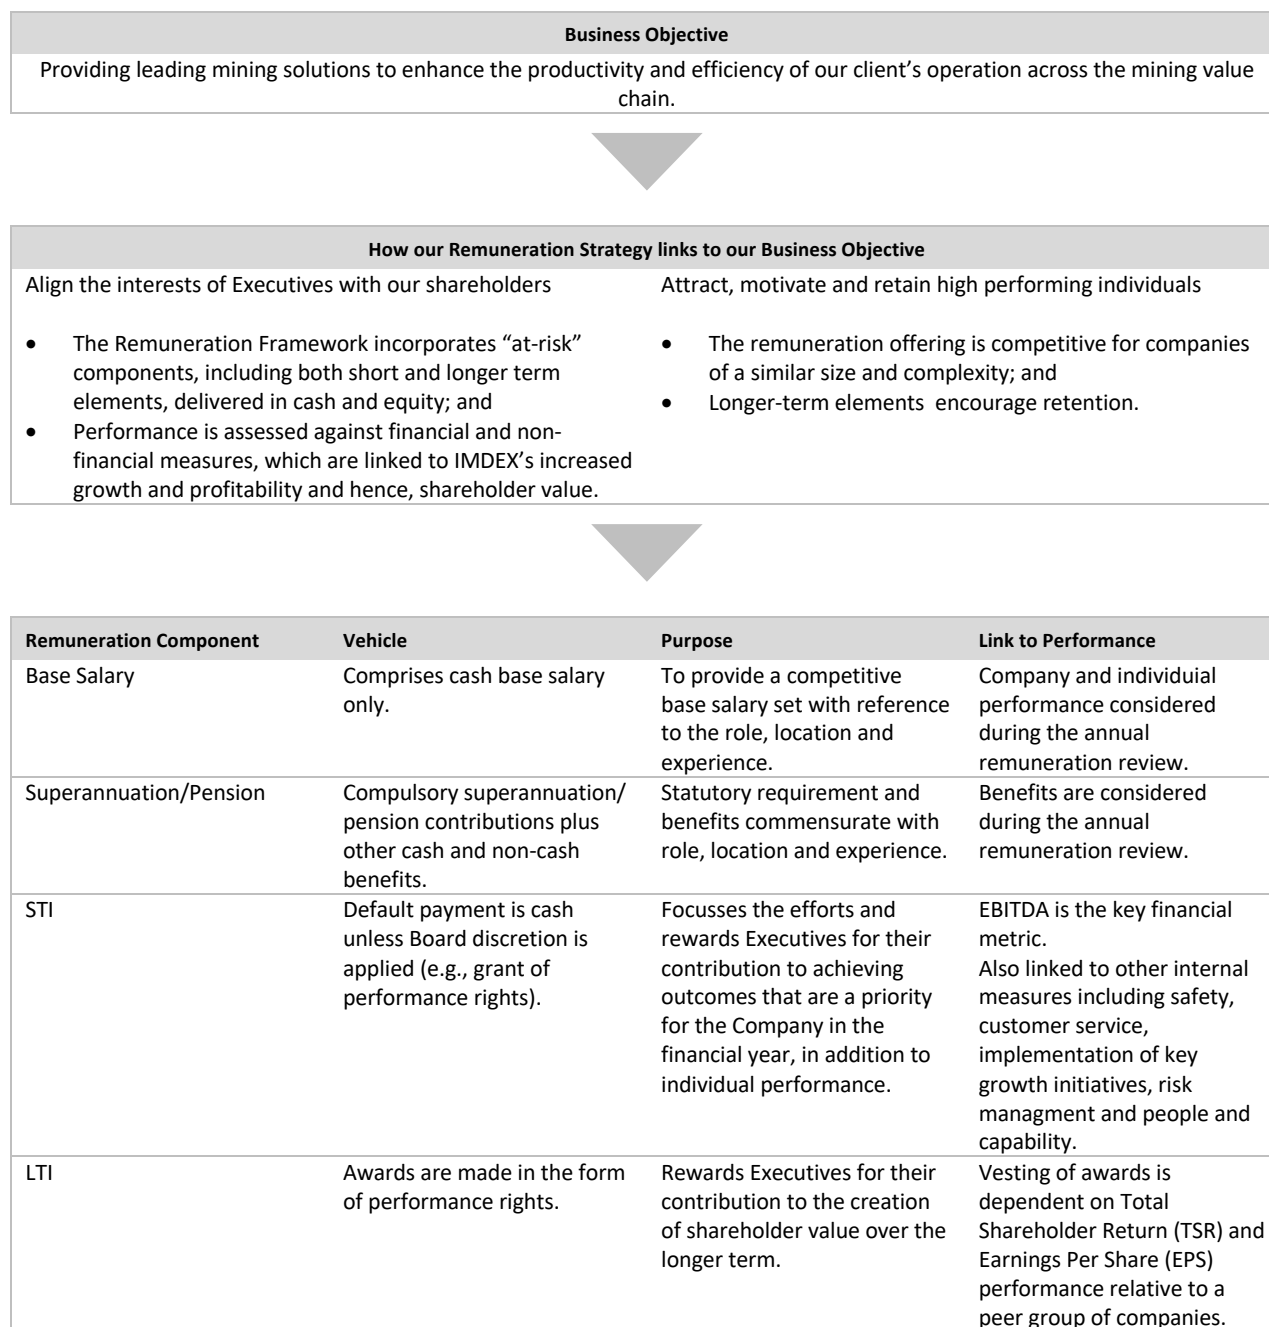 Business Objective
Providing leading mining solutions to enhance the productivity and efficiency of our client's operation across the mining value
chain.
How our Remuneration Strategy links to our Business Objective
Align the interests of Executives with our shareholders
• The Remuneration Framework incorporates “at-risk”
components, including both short and longer term
elements, delivered in cash and equity; and
• Performance is assessed against financial and non-
financial measures, which are linked to IMDEX’s increased
growth and profitability and hence, shareholder value.
Attract, motivate and retain high performing individuals
• The remuneration offering is competitive for companies
of a similar size and complexity; and
• Longer-term elements encourage retention.
Remuneration Component
Vehicle
Purpose
Link to Performance
Base Salary
Comprises cash base salary
only.
To provide a competitive
base salary set with reference
to the role, location and
experience.
Company and individuial
performance considered
during the annual
remuneration review.
Superannuation/Pension
Compulsory superannuation/
pension contributions plus
other cash and non-cash
benefits.
Statutory requirement and
benefits commensurate with
role, location and experience.
Benefits are considered
during the annual
remuneration review.
STI
Default payment is cash
unless Board discretion is
applied (e.g., grant of
performance rights).
Focusses the efforts and
rewards Executives for their
contribution to achieving
outcomes that are a priority
for the Company in the
financial year, in addition to
individual performance.
EBITDA is the key financial
metric.
Also linked to other internal
measures including safety,
customer service,
implementation of key
growth initiatives, risk
managment and people and
capability.
LTI
Awards are made in the form
of performance rights.
Rewards Executives for their
contribution to the creation
of shareholder value over the
longer term.
Vesting of awards is
dependent on Total
Shareholder Return (TSR) and
Earnings Per Share (EPS)
performance relative to a
peer group of companies.